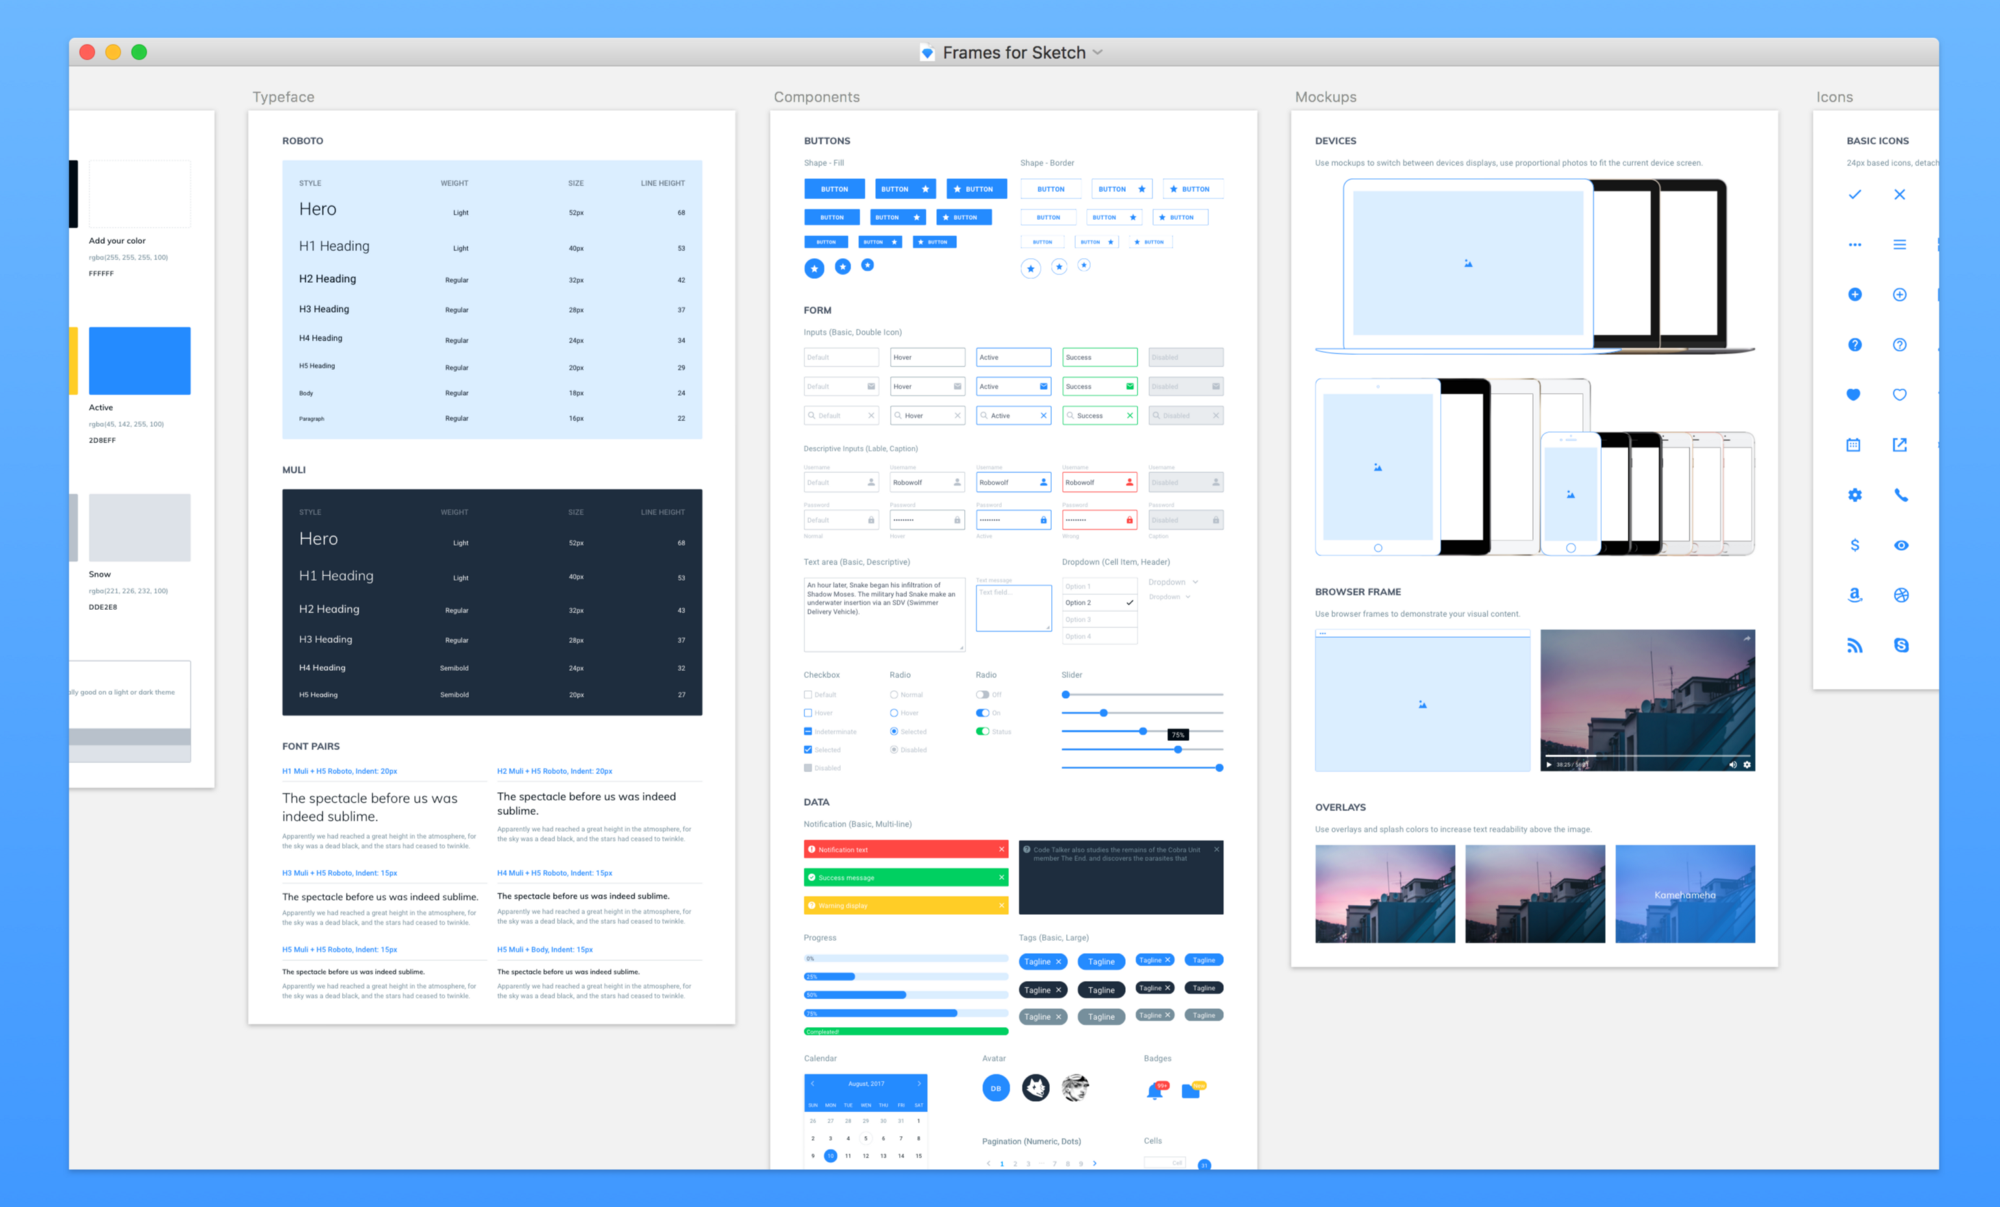 Frames for Sketch
Add your color
rgba(255, 255, 255, 100)
FFFFFF
Active
rgba(45, 142, 255, 100)
2D8EFF
Snow
rgba(221, 226, 232, 100)
DDE2E8
ally good on a light or dark theme
Typeface
ROBOTO
STYLE WEIGHT SIZE LINE HEIGHT
Hero Light 52px 68
H1 Heading Light 40px 53
H2 Heading Regular 32px 42
H3 Heading Regular 28px 37
H4 Heading Regular 24px 34
H5 Heading Regular 20px 29
Body Regular 18px 24
Paragraph Regular 16px 22
MULI
STYLE WEIGHT SIZE LINE HEIGHT
Hero Light 52px 68
H1 Heading Light 40px 53
H2 Heading Regular 32px 43
H3 Heading Regular 28px 37
H4 Heading Semibold 24px 32
H5 Heading Semibold 20px 27
FONT PAIRS
H1 Muli + H5 Roboto, Indent: 20px
The spectacle before us was
indeed sublime.
Apparently we had reached a great height in the atmosphere, for
the sky was a dead black, and the stars had ceased to twinkle.
H2 Muli + H5 Roboto, Indent: 20px
The spectacle before us was indeed
sublime.
Apparently we had reached a great height in the atmosphere, for
the sky was a dead black, and the stars had ceased to twinkle.
H3 Muli + H5 Roboto, Indent: 15px
The spectacle before us was indeed sublime.
Apparently we had reached a great height in the atmosphere, for
the sky was a dead black, and the stars had ceased to twinkle.
H4 Muli + H5 Roboto, Indent: 15px
The spectacle before us was indeed sublime.
Apparently we had reached a great height in the atmosphere, for
the sky was a dead black, and the stars had ceased to twinkle.
H5 Muli + H5 Roboto, Indent: 15px
The spectacle before us was indeed sublime.
Apparently we had reached a great height in the atmosphere, for
the sky was a dead black, and the stars had ceased to twinkle.
H5 Muli + Body, Indent: 15px
The spectacle before us was indeed sublime.
Apparently we had reached a great height in the atmosphere, for
the sky was a dead black, and the stars had ceased to twinkle.
Components
BUTTONS
Shape - Fill Shape - Border
BUTTON BUTTON BUTTON BUTTON BUTTON BUTTON
BUTTON BUTTON BUTTON BUTTON BUTTON BUTTON
BUTTON BUTTON BUTTON BUTTON BUTTON BUTTON
FORM
Inputs (Basic, Double Icon)
Default Hover Active Success Disabled
Default Hover Active Success Disabled
Default Hover Active Success Disabled
Descriptive Inputs (Lable, Caption)
Username Username Username Username Username
Default Robowolf Robowolf Robowolf Disabled
Password Password Password Password Password
Default ········· ········· ········· Disabled
Normal Hover Active Wrong Caption
Text area (Basic, Descriptive)
An hour later, Snake began his infiltration of
Shadow Moses. The military had Snake make an
underwater insertion via an SDV (Swimmer
Delivery Vehicle).
Text message
Text field...
Dropdown (Cell Item, Header)
Option 1
Option 2
Option 3
Option 4
Dropdown
Dropdown
Checkbox Radio Radio Slider
Default Normal Off
Hover Hover On
Indeterminate Selected Status
75%
Selected Disabled
Disabled
DATA
Notification (Basic, Multi-line)
Notification text
Success message
Warning display
Code Talker also studies the remains of the Cobra Unit
member The End. and discovers the sarasites that
Progress
0%
25%
50%
75%
Compleated!
Tags (Basic, Large)
Tagline Tagline Tagline Tagline
Tagline Tagline Tagline Tagline
Tagline Tagline Tagline Tagline
Calendar Avatar Badges
August, 2017
SUN MON TUE WEN THU FRI SAT
26 27 28 29 30 31 1
2 3 4 5 6 7 8
9 10 11 12 13 14 15
DB
99+
Pagination (Numeric, Dots)
1 2 3 ··· 7 8 9
Cells
Cell
31
Mockups
DEVICES
Use mockups to switch between devices displays, use proportional photos to fit the current device screen.
BROWSER FRAME
Use browser frames to demonstrate your visual content.
OVERLAYS
Use overlays and splash colors to increase text readability above the image.
Kamehameha
Icons
BASIC ICONS
24px based icons, detach